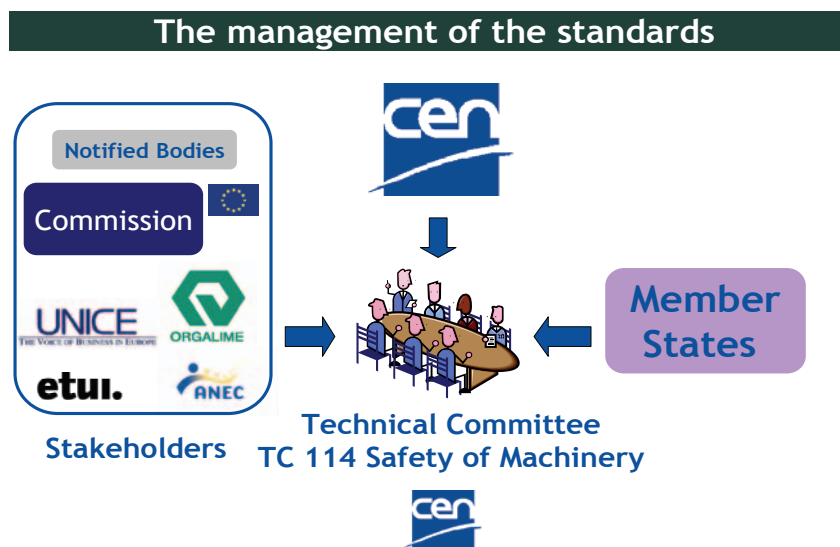 The management of the standards
cen
Notified Bodies
Commission
UNICE
THE VOICE OF BUSINESS IN EUROPE
ORGALIME
etui.
ANEC
Member
States
Stakeholders
Technical Committee
TC 114 Safety of Machinery
cen